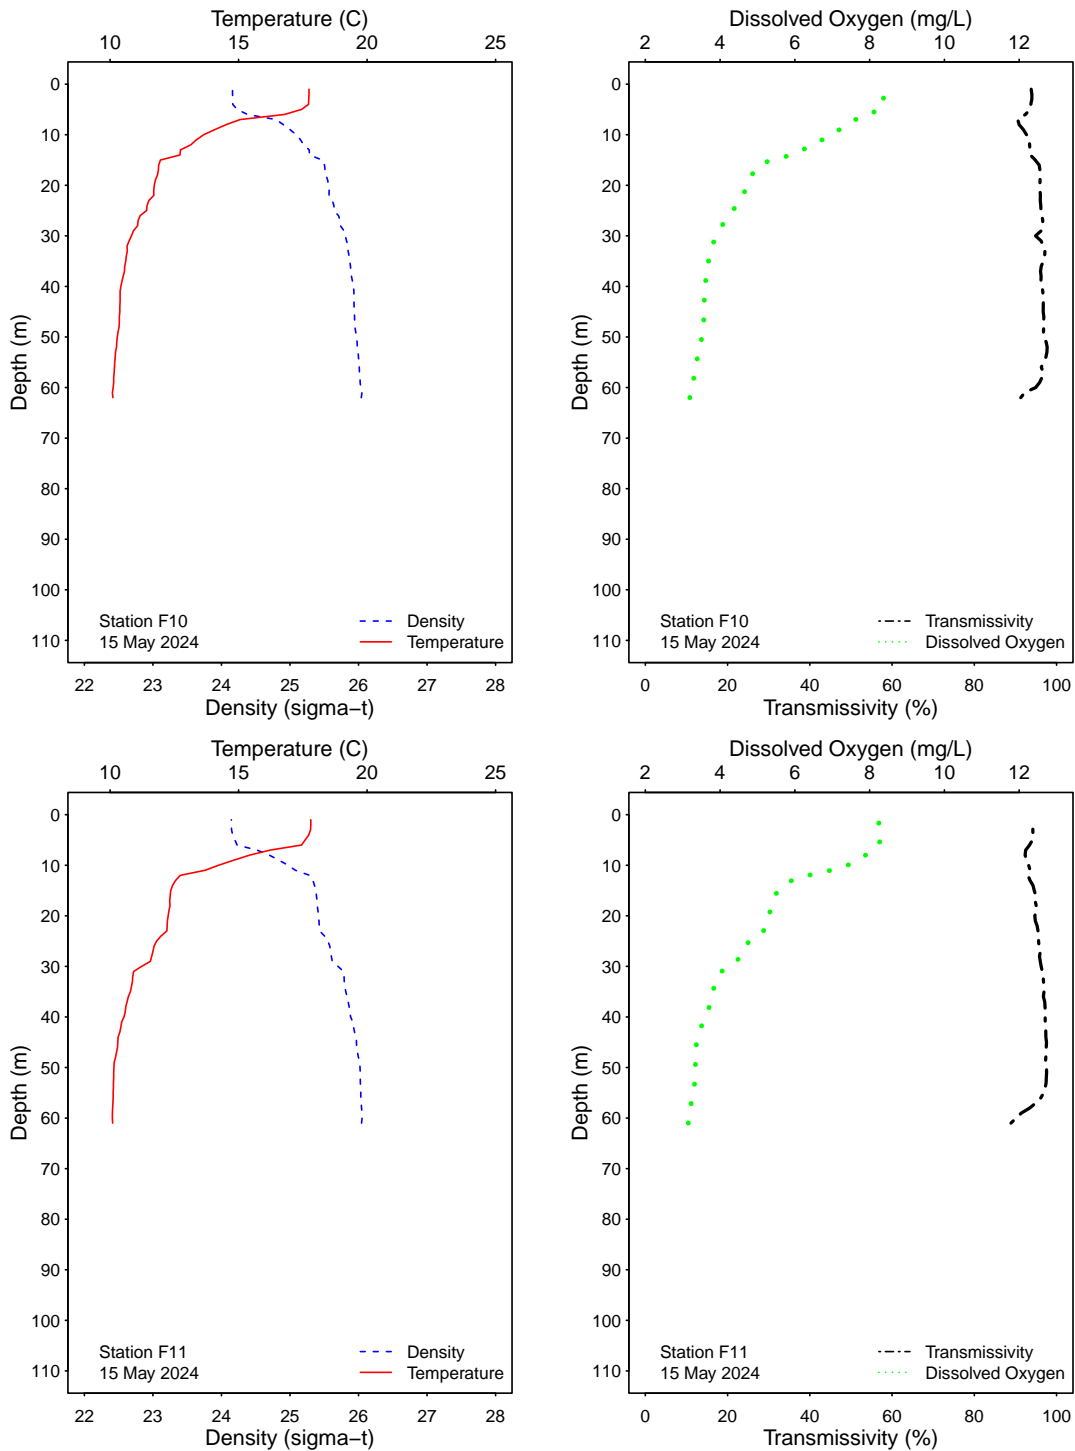 Temperature (C)
10 15 20 25
0
10
20
30
40
50
60
70
80
90
100
110
Depth (m)
Station F10
15 May 2024
Density
Temperature
22 23 24 25 26 27 28
Density (sigma−t)
Dissolved Oxygen (mg/L)
2 4 6 8 10 12
0
10
20
30
40
50
60
70
80
90
100
110
Depth (m)
Station F10
15 May 2024
Transmissivity
Dissolved Oxygen
0 20 40 60 80 100
Transmissivity (%)
Temperature (C)
10 15 20 25
0
10
20
30
40
50
60
70
80
90
100
110
Depth (m)
Station F11
15 May 2024
Density
Temperature
22 23 24 25 26 27 28
Density (sigma−t)
Dissolved Oxygen (mg/L)
2 4 6 8 10 12
0
10
20
30
40
50
60
70
80
90
100
110
Depth (m)
Station F11
15 May 2024
Transmissivity
Dissolved Oxygen
0 20 40 60 80 100
Transmissivity (%)